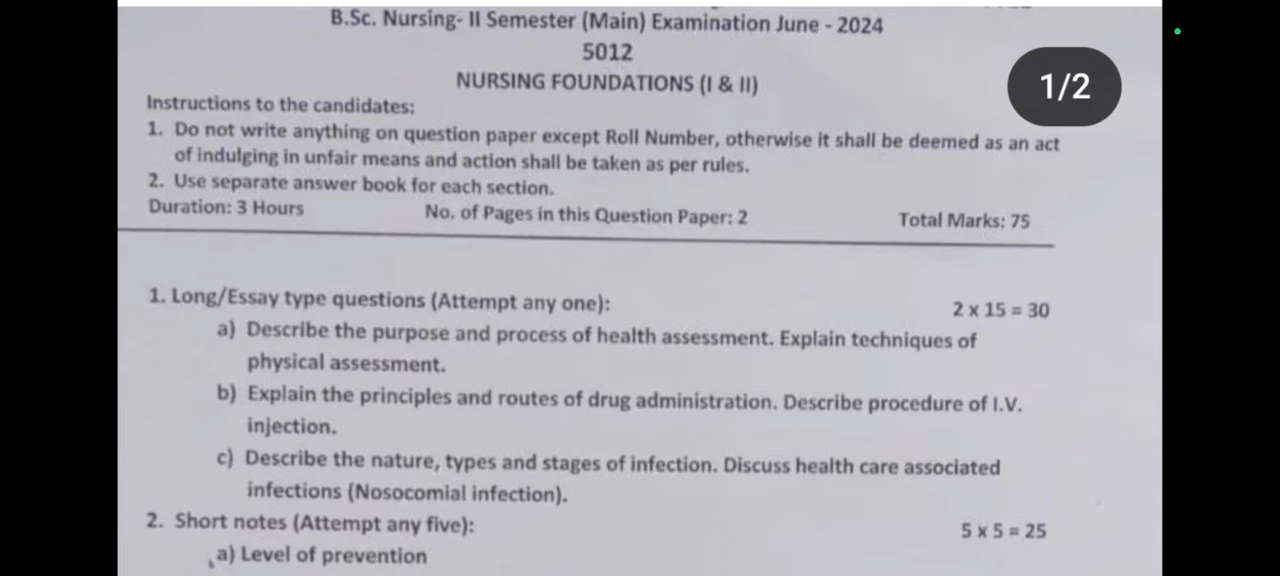 B.Sc. Nursing- II Semester (Main) Examination June - 2024
5012
NURSING FOUNDATIONS (I & II)
1/2
Instructions to the candidates:
1. Do not write anything on question paper except Roll Number, otherwise it shall be deemed as an act
of indulging in unfair means and action shall be taken as per rules.
2. Use separate answer book for each section.
Duration: 3 Hours No. of Pages in this Question Paper: 2 Total Marks: 75
1. Long/Essay type questions (Attempt any one): 2 x 15 = 30
a) Describe the purpose and process of health assessment. Explain techniques of
physical assessment.
b) Explain the principles and routes of drug administration. Describe procedure of I.V.
injection.
c) Describe the nature, types and stages of infection. Discuss health care associated
infections (Nosocomial infection).
2. Short notes (Attempt any five): 5 x 5 = 25
a) Level of prevention